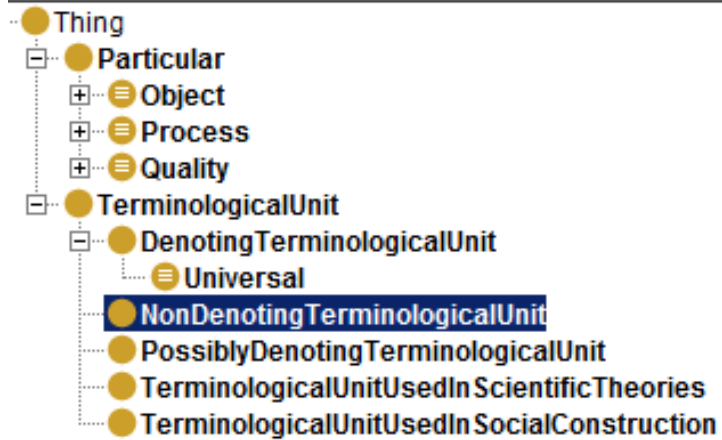 Thing
Particular
Object
Process
Quality
TerminologicalUnit
DenotingTerminologicalUnit
Universal
NonDenotingTerminologicalUnit
PossiblyDenotingTerminologicalUnit
TerminologicalUnitUsedInScientificTheories
TerminologicalUnitUsedInSocialConstruction